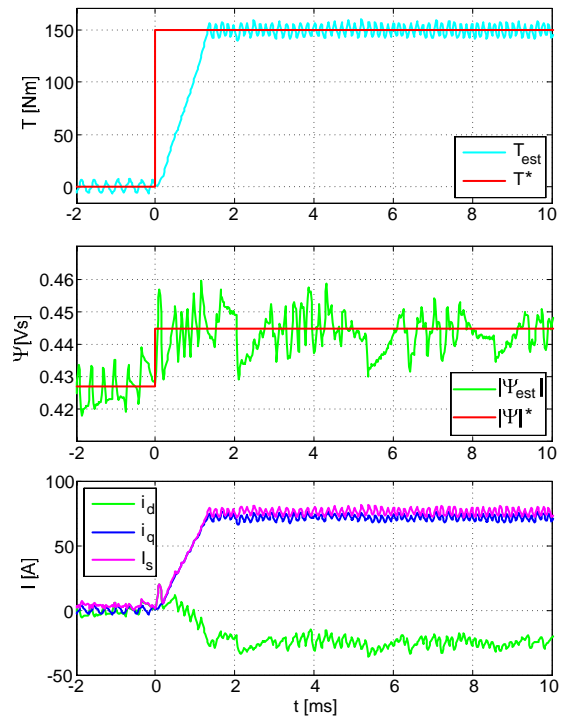 150
100
50
0
T [Nm]
T_est
T*
-2 0 2 4 6 8 10
0.46
0.45
0.44
0.43
0.42
Ψ[Vs]
|Ψ_est|
|Ψ|*
-2 0 2 4 6 8 10
100
50
0
-50
I [A]
i_d
i_q
I_s
-2 0 2 4 6 8 10
t [ms]